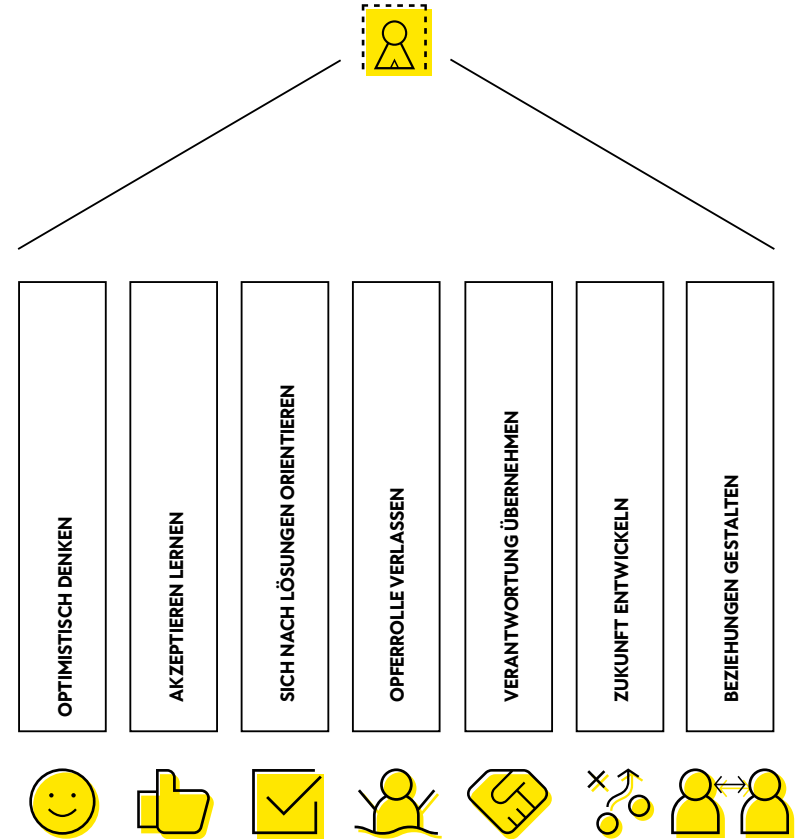 OPTIMISTISCH DENKEN
AKZEPTIEREN LERNEN
SICH NACH LÖSUNGEN ORIENTIEREN
OPFERROLLE VERLASSEN
VERANTWORTUNG ÜBERNEHMEN
ZUKUNFT ENTWICKELN
BEZIEHUNGEN GESTALTEN